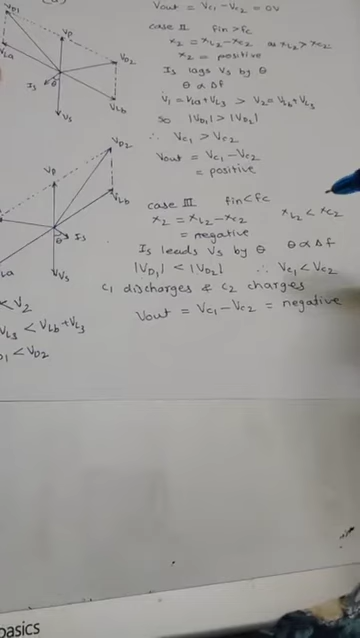 Vout = Vc1 - Vc2 = 0V
case II fin > fc
x2 = xL2 - xc2 as xL2 > xc2
x2 = positive
Is lags Vs by θ
θ α Δf
V1 = VLa + VL3 > V2 = VLb + VL3
so |VD1| > |VD2|
∴ Vc1 > Vc2
Vout = Vc1 - Vc2
= positive
VD1
Vp
VD2
VLa
Is
θ
VLb
Vs
case III fin < fc
x2 = xL2 - xc2 xL2 < xc2
= negative
Is leads Vs by θ θ α Δf
|VD1| < |VD2| ∴ Vc1 < Vc2
c1 discharges & c2 charges
Vout = Vc1 - Vc2 = negative
VD2
Vp
VLb
θ
Is
La
Vs
< V2
VL3 < VLb + VL3
D1 < VD2
basics